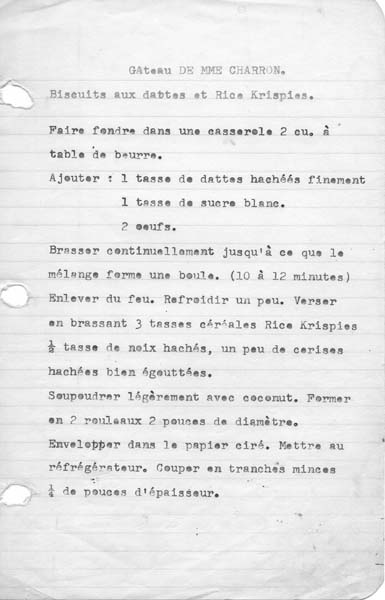 GÂteau DE MME CHARRON.
Biscuits aux dattes et Rice Krispies.
Faire fondre dans une casserole 2 cu. à
table de beurre.
Ajouter : 1 tasse de dattes hachéés finement
1 tasse de sucre blanc.
2 oeufs.
Brasser continuellement jusqu'à ce que le
mélange forme une boule. (10 à 12 minutes)
Enlever du feu. Refroidir un peu. Verser
en brassant 3 tasses céréales Rice Krispies
½ tasse de noix hachés, un peu de cerises
hachées bien égouttées.
Soupoudrer légèrement avec coconut. Former
en 2 rouleaux 2 pouces de diamètre.
Envelopper dans le papier ciré. Mettre au
réfrégérateur. Couper en tranches minces
¼ de pouces d'épaisseur.